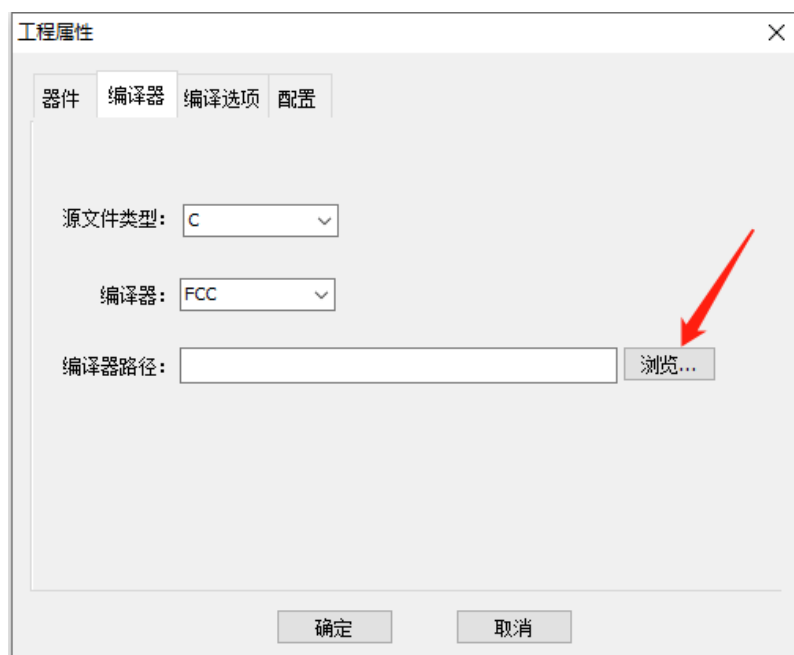 工程属性
器件 编译器 编译选项 配置
源文件类型： C
编译器： FCC
编译器路径： 浏览...
确定 取消